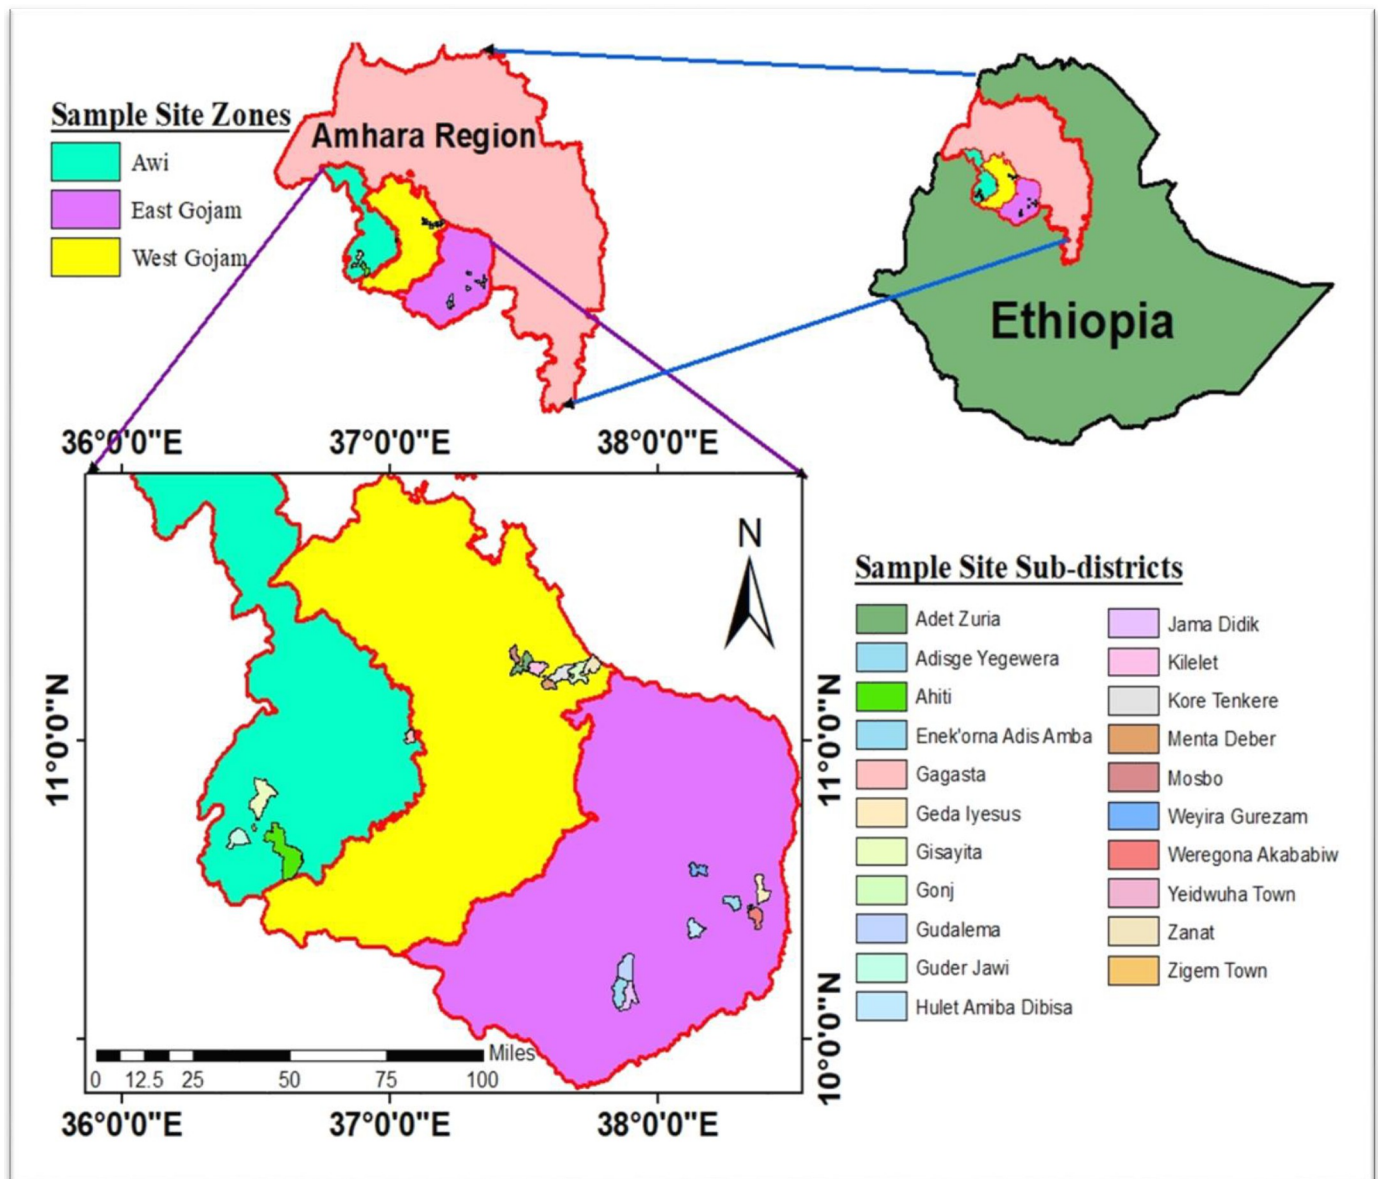 Sample Site Zones
Awi
East Gojam
West Gojam
Amhara Region
Ethiopia
36°0'0"E 37°0'0"E 38°0'0"E
N
11°0'0"N
11°0'0"N
10°0'0"N
Miles
0 12.5 25 50 75 100
36°0'0"E 37°0'0"E 38°0'0"E
Sample Site Sub-districts
Adet Zuria
Adisge Yegewera
Ahiti
Enek'orna Adis Amba
Gagasta
Geda Iyesus
Gisayita
Gonj
Gudalema
Guder Jawi
Hulet Amiba Dibisa
Jama Didik
Kilelet
Kore Tenkere
Menta Deber
Mosbo
Weyira Gurezam
Weregona Akababiw
Yeidwuha Town
Zanat
Zigem Town